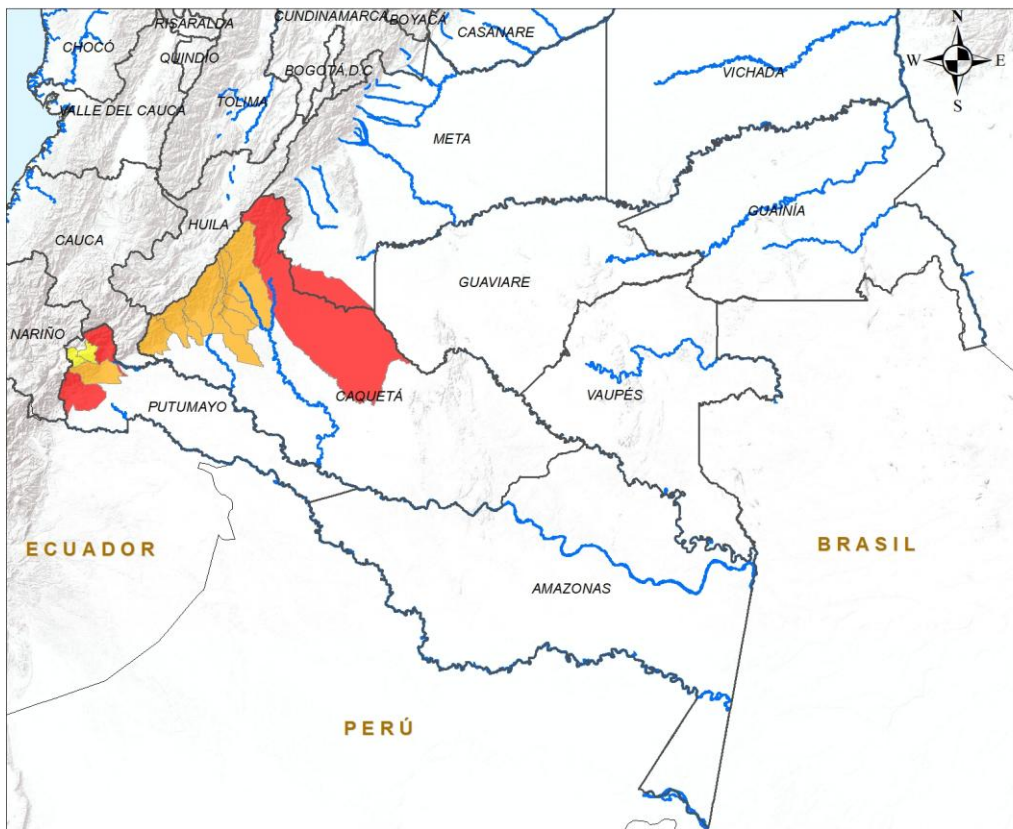 CUNDINAMARCA
BOYACÁ
RISARALDA
CASANARE
N
CHOCÓ
QUINDÍO
BOGOTÁ, D.C
W
E
VICHADA
S
VALLE DEL CAUCA
TOLIMA
META
HUILA
GUAINÍA
CAUCA
GUAVIARE
NARIÑO
CAQUETÁ
VAUPÉS
PUTUMAYO
ECUADOR
BRASIL
AMAZONAS
PERÚ